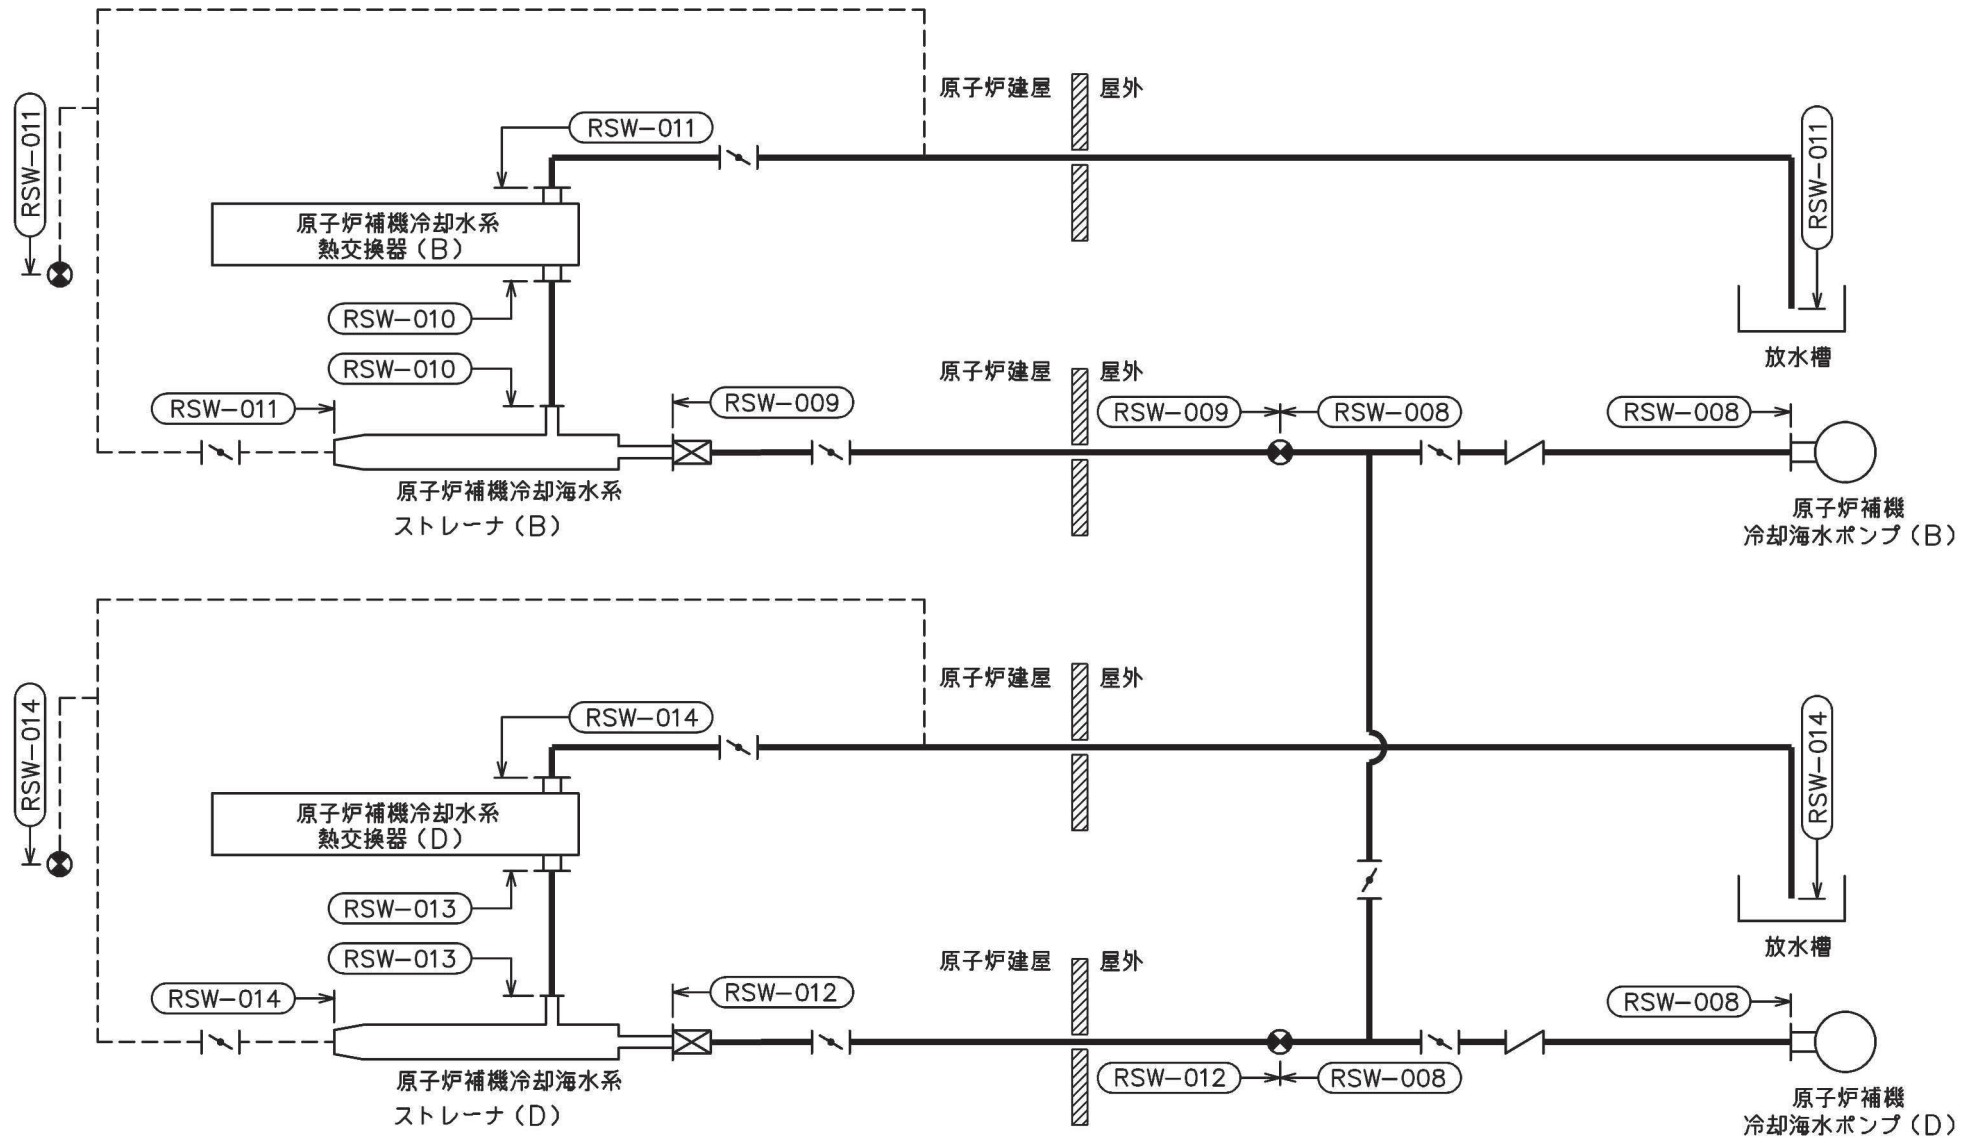 原子炉建屋 屋外
RSW-011
RSW-011
RSW-011
原子炉補機冷却水系
熱交換器(B)
RSW-010
RSW-010
放水槽
原子炉建屋 屋外
RSW-011
RSW-009
RSW-009
RSW-008
RSW-008
原子炉補機冷却海水系
ストレーナ(B)
原子炉補機
冷却海水ポンプ(B)
原子炉建屋 屋外
RSW-014
RSW-014
RSW-014
原子炉補機冷却水系
熱交換器(D)
RSW-013
RSW-013
放水槽
原子炉建屋 屋外
RSW-014
RSW-012
RSW-008
原子炉補機冷却海水系
ストレーナ(D)
RSW-012
RSW-008
原子炉補機
冷却海水ポンプ(D)